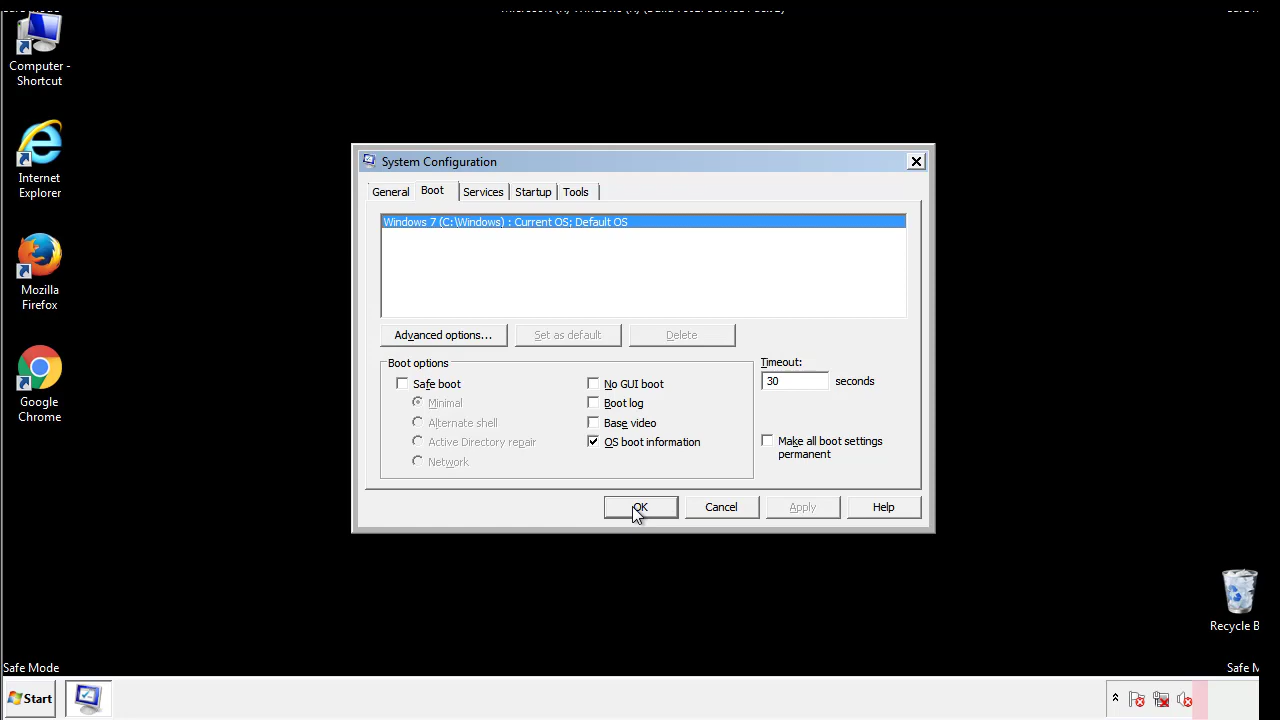 Computer -
Shortcut
Internet
Explorer
Mozilla
Firefox
Google
Chrome
System Configuration
General Boot Services Startup Tools
Windows 7 (C:\Windows) : Current OS; Default OS
Advanced options... Set as default Delete
Boot options
Safe boot
Minimal
Alternate shell
Active Directory repair
Network
No GUI boot
Boot log
Base video
OS boot information
Timeout:
30 seconds
Make all boot settings
permanent
OK Cancel Apply Help
Recycle B
Safe Mode
Safe M
Start